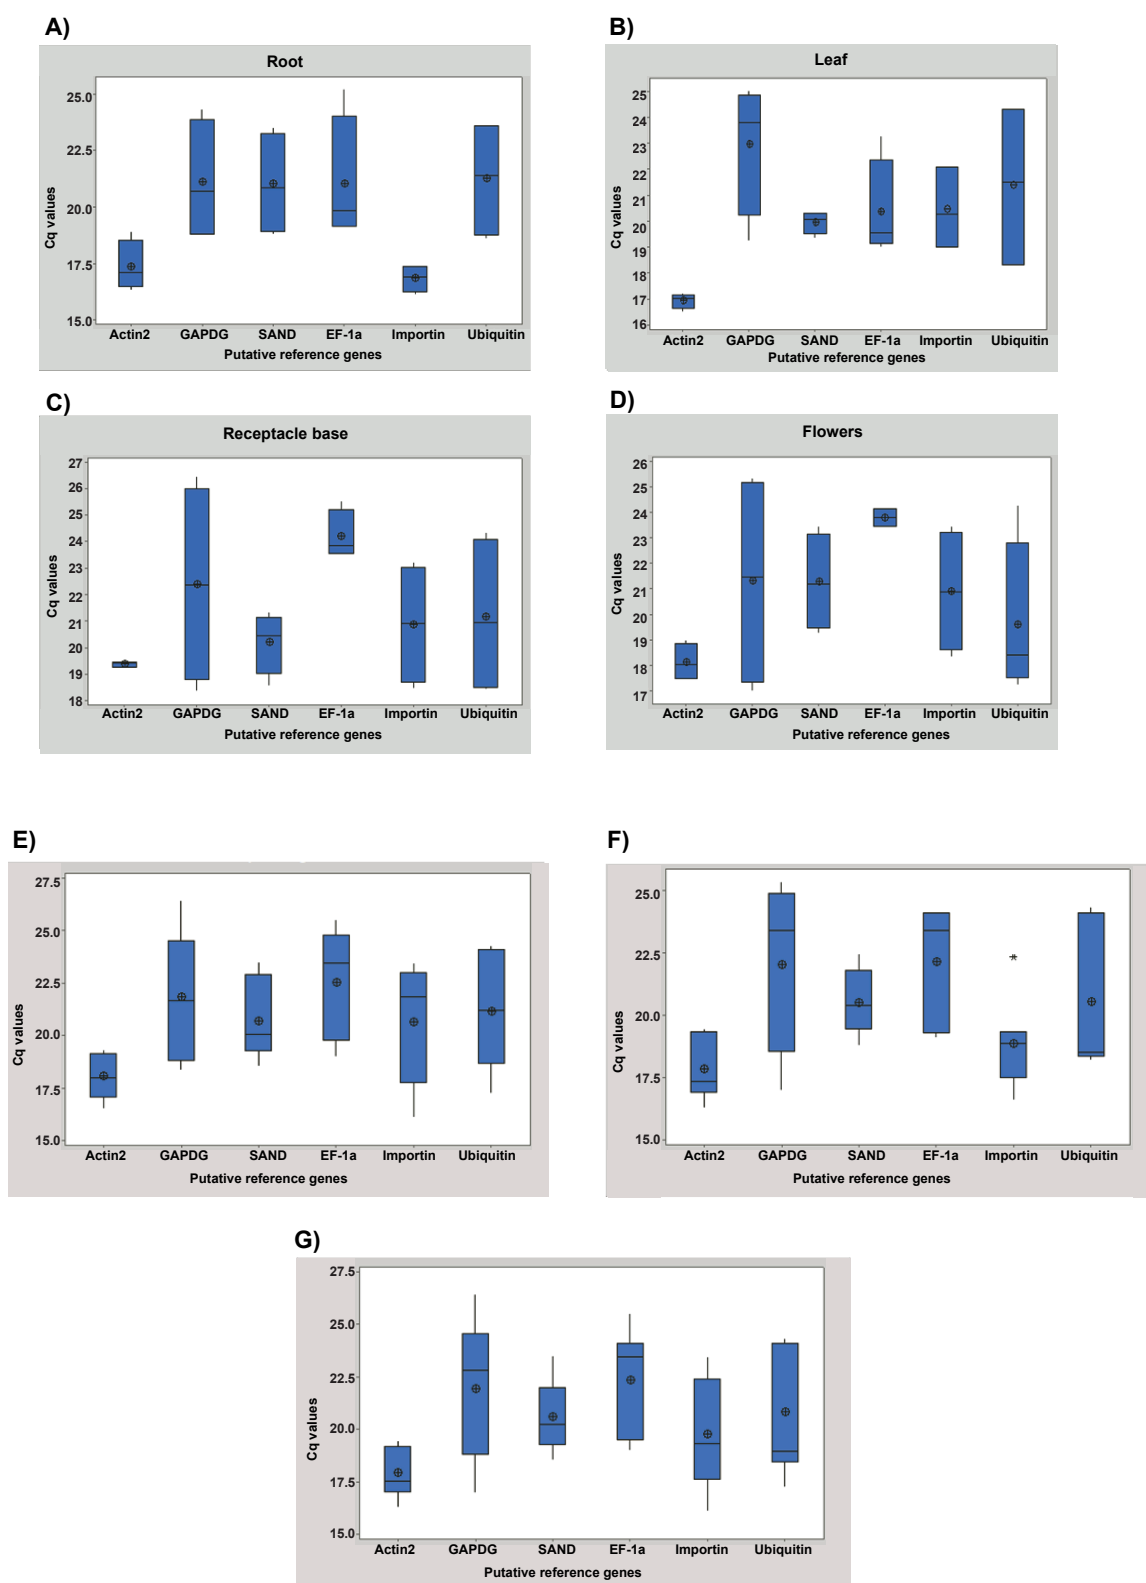 A)
Root
25.0
22.5
20.0
17.5
15.0
Cq values
Actin2 GAPDG SAND EF-1a Importin Ubiquitin
Putative reference genes
B)
Leaf
25
24
23
22
21
20
19
18
17
16
Cq values
Actin2 GAPDG SAND EF-1a Importin Ubiquitin
Putative reference genes
C)
Receptacle base
27
26
25
24
23
22
21
20
19
18
Cq values
Actin2 GAPDG SAND EF-1a Importin Ubiquitin
Putative reference genes
D)
Flowers
26
25
24
23
22
21
20
19
18
17
Cq values
Actin2 GAPDG SAND EF-1a Importin Ubiquitin
Putative reference genes
E)
27.5
25.0
22.5
20.0
17.5
15.0
Cq values
Actin2 GAPDG SAND EF-1a Importin Ubiquitin
Putative reference genes
F)
25.0
22.5
20.0
17.5
15.0
Cq values
Actin2 GAPDG SAND EF-1a Importin Ubiquitin
Putative reference genes
G)
27.5
25.0
22.5
20.0
17.5
15.0
Cq values
Actin2 GAPDG SAND EF-1a Importin Ubiquitin
Putative reference genes